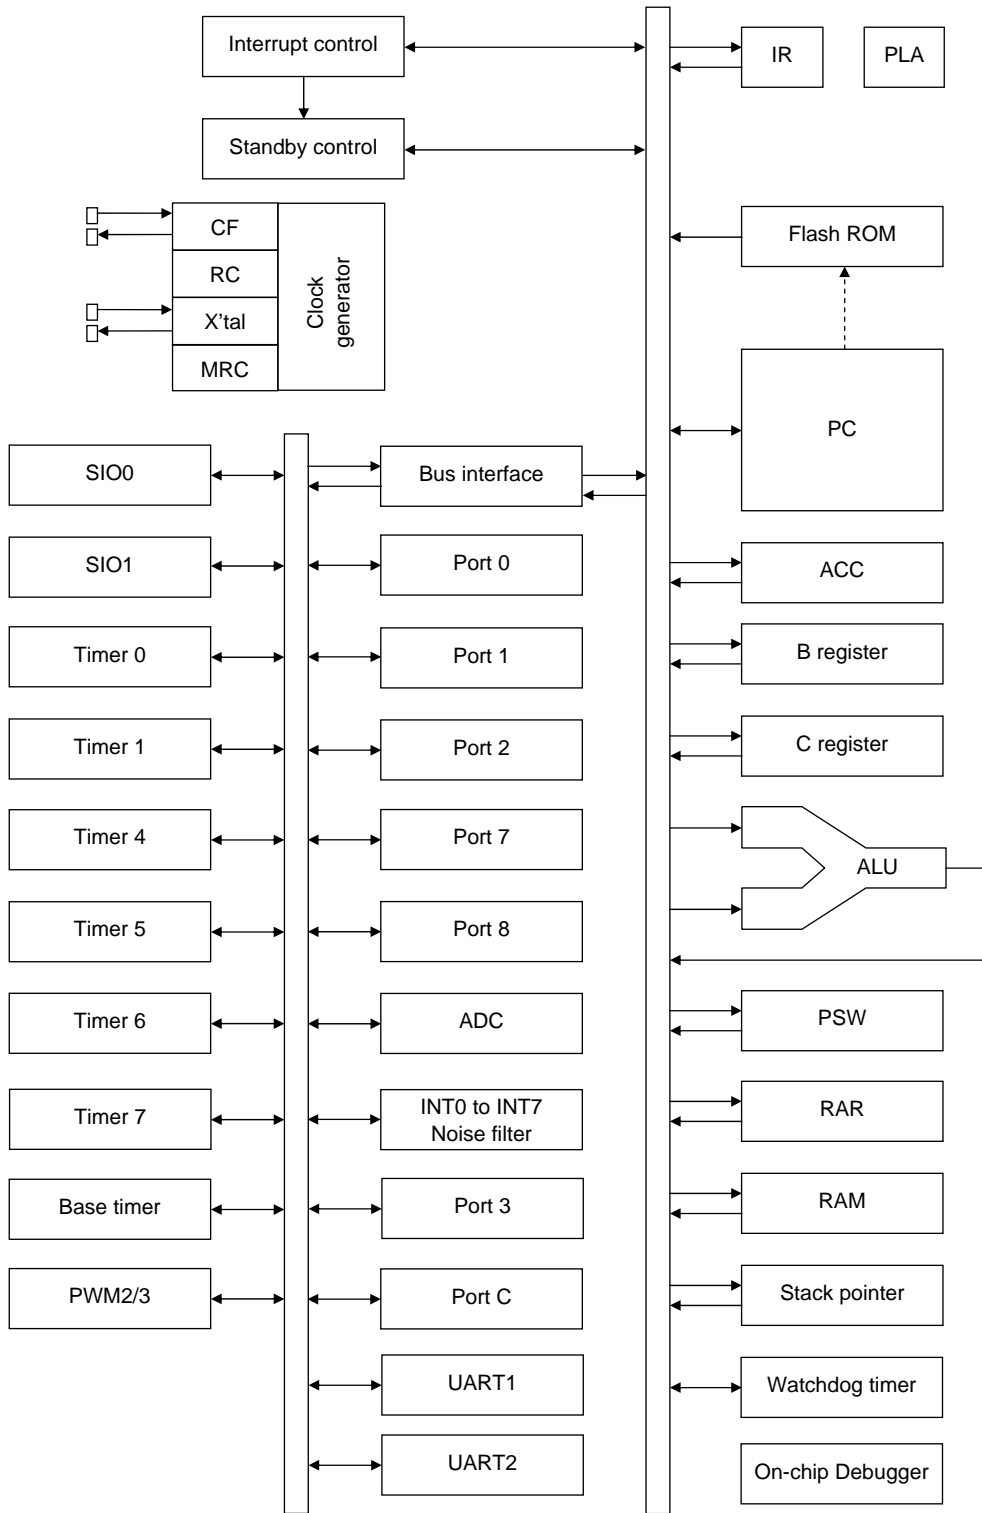 Interrupt control
IR
PLA
Standby control
CF
RC
X'tal
MRC
Clock
generator
Flash ROM
PC
SIO0
Bus interface
SIO1
Port 0
ACC
Timer 0
Port 1
B register
Timer 1
Port 2
C register
Timer 4
Port 7
ALU
Timer 5
Port 8
Timer 6
ADC
PSW
Timer 7
INT0 to INT7
Noise filter
RAR
Base timer
Port 3
RAM
PWM2/3
Port C
Stack pointer
UART1
Watchdog timer
UART2
On-chip Debugger